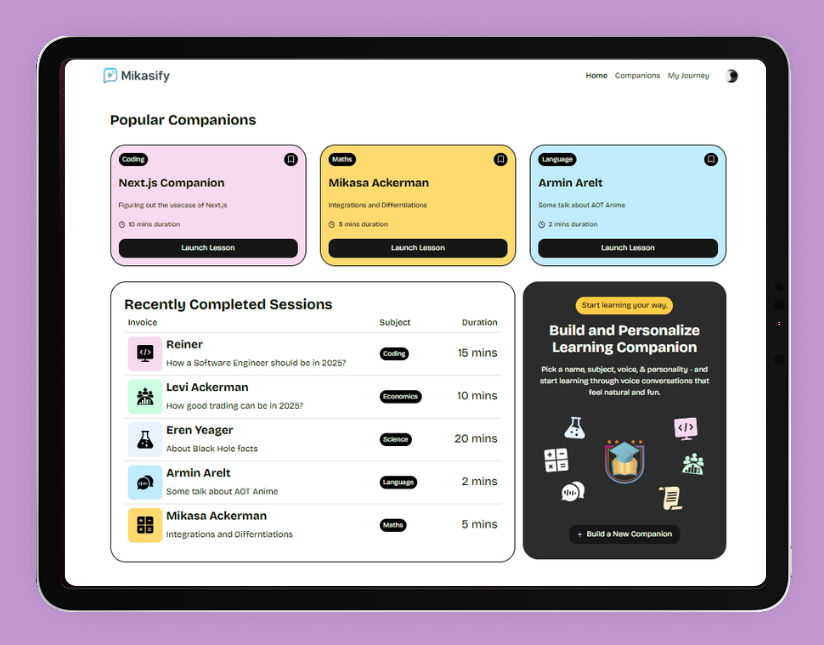 Mikasify
Home Companions My Journey
Popular Companions
Coding
Next.js Companion
Figuring out the usecase of Next.js
10 mins duration
Launch Lesson
Maths
Mikasa Ackerman
Integrations and Differntiations
5 mins duration
Launch Lesson
Language
Armin Arelt
Some talk about AOT Anime
2 mins duration
Launch Lesson
Recently Completed Sessions
Invoice Subject Duration
Reiner
How a Software Engineer should be in 2025?
Coding
15 mins
Levi Ackerman
How good trading can be in 2025?
Economics
10 mins
Eren Yeager
About Black Hole facts
Science
20 mins
Armin Arelt
Some talk about AOT Anime
Language
2 mins
Mikasa Ackerman
Integrations and Differntiations
Maths
5 mins
Start learning your way.
Build and Personalize
Learning Companion
Pick a name, subject, voice, & personality - and
start learning through voice conversations that
feel natural and fun.
+ Build a New Companion